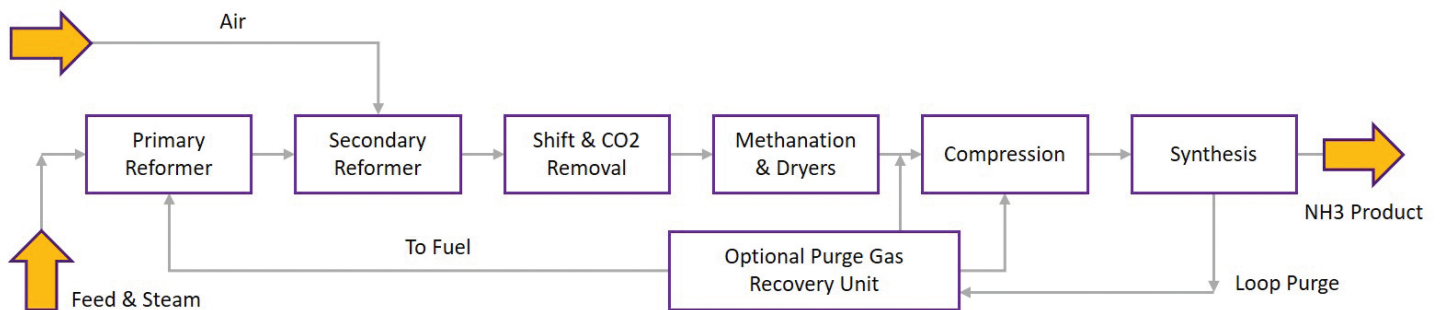 Air
Primary
Reformer
Secondary
Reformer
Shift & CO2
Removal
Methanation
& Dryers
Compression
Synthesis
NH3 Product
To Fuel
Optional Purge Gas
Recovery Unit
Loop Purge
Feed & Steam